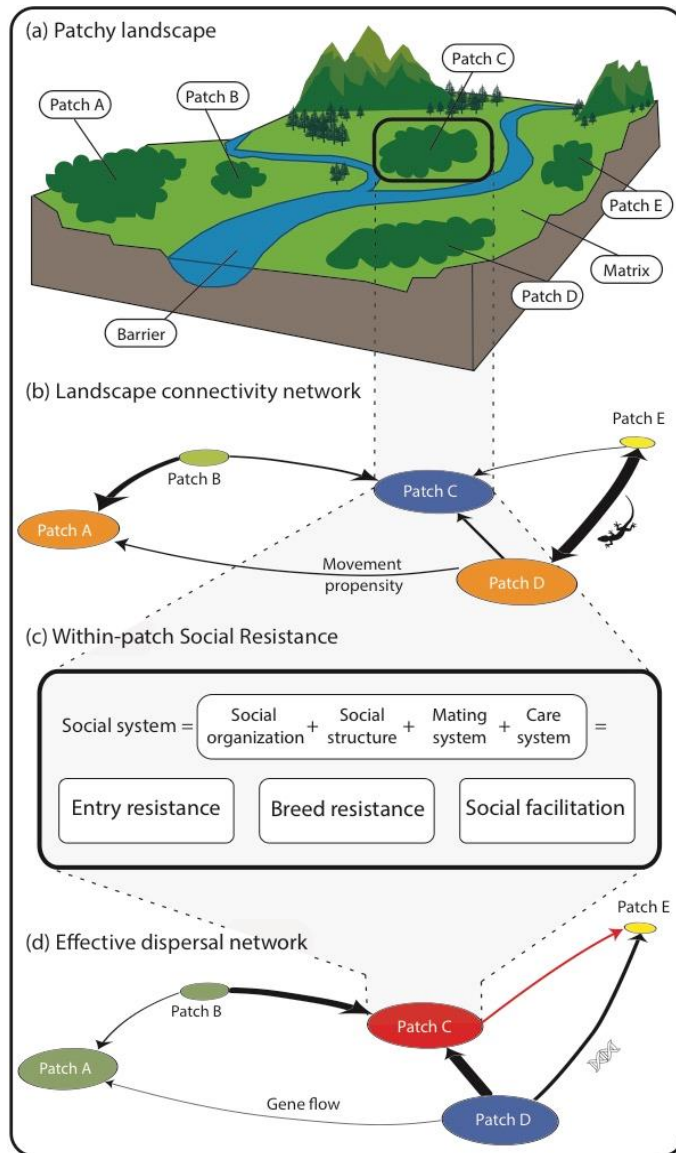 (a) Patchy landscape
Patch C
Patch B
Patch A
Patch E
Matrix
Patch D
Barrier
(b) Landscape connectivity network
Patch E
Patch B
Patch C
Patch A
Movement
propensity
Patch D
(c) Within-patch Social Resistance
Social system = Social organization + Social structure + Mating system + Care system =
Entry resistance
Breed resistance
Social facilitation
Patch E
(d) Effective dispersal network
Patch B
Patch C
Patch A
Gene flow
Patch D